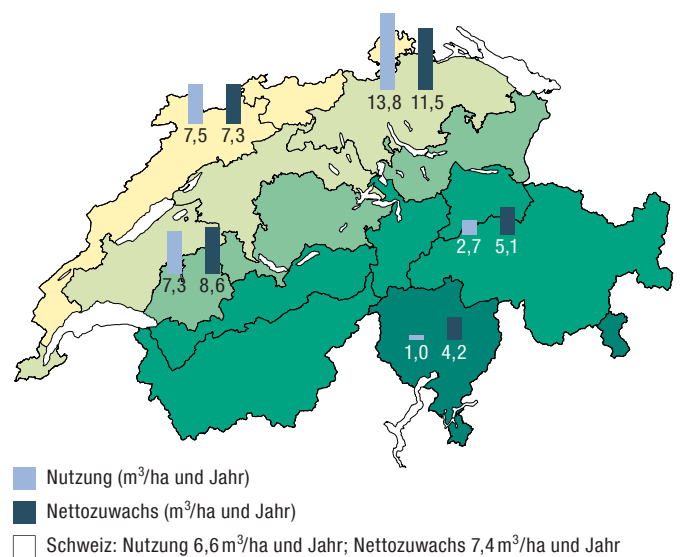 13,8 11,5
7,5 7,3
2,7 5,1
7,3 8,6
1,0 4,2
Nutzung (m³/ha und Jahr)
Nettozuwachs (m³/ha und Jahr)
Schweiz: Nutzung 6,6 m³/ha und Jahr; Nettozuwachs 7,4 m³/ha und Jahr